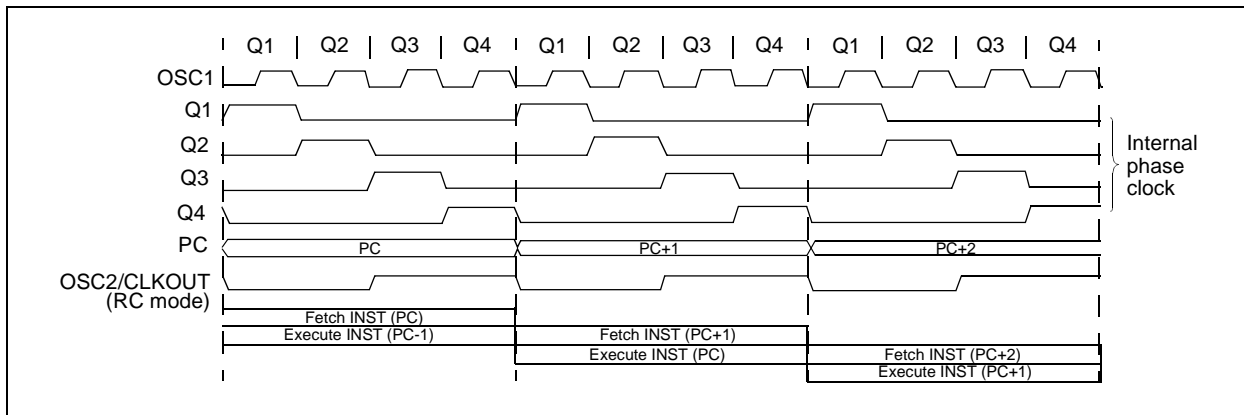 Q1 Q2 Q3 Q4 Q1 Q2 Q3 Q4 Q1 Q2 Q3 Q4
OSC1
Q1
Q2
Q3
Q4
Internal
phase
clock
PC PC PC+1 PC+2
OSC2/CLKOUT
(RC mode)
Fetch INST (PC)
Execute INST (PC-1) Fetch INST (PC+1)
Execute INST (PC) Fetch INST (PC+2)
Execute INST (PC+1)